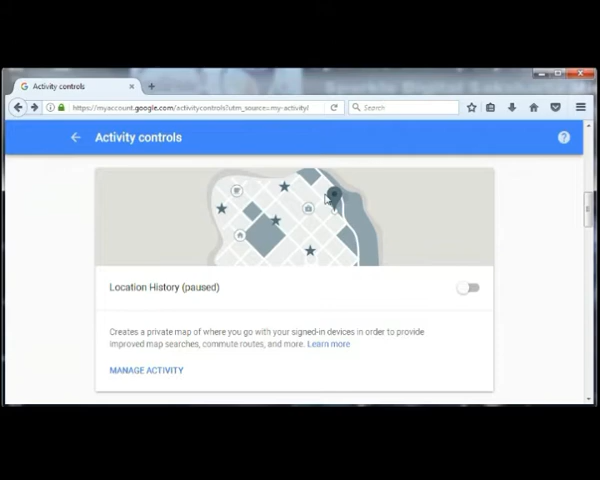 Activity controls
https://myaccount.google.com/activitycontrols?utm_source=my-activity!
Search
Activity controls
Location History (paused)
Creates a private map of where you go with your signed-in devices in order to provide
improved map searches, commute routes, and more. Learn more
MANAGE ACTIVITY